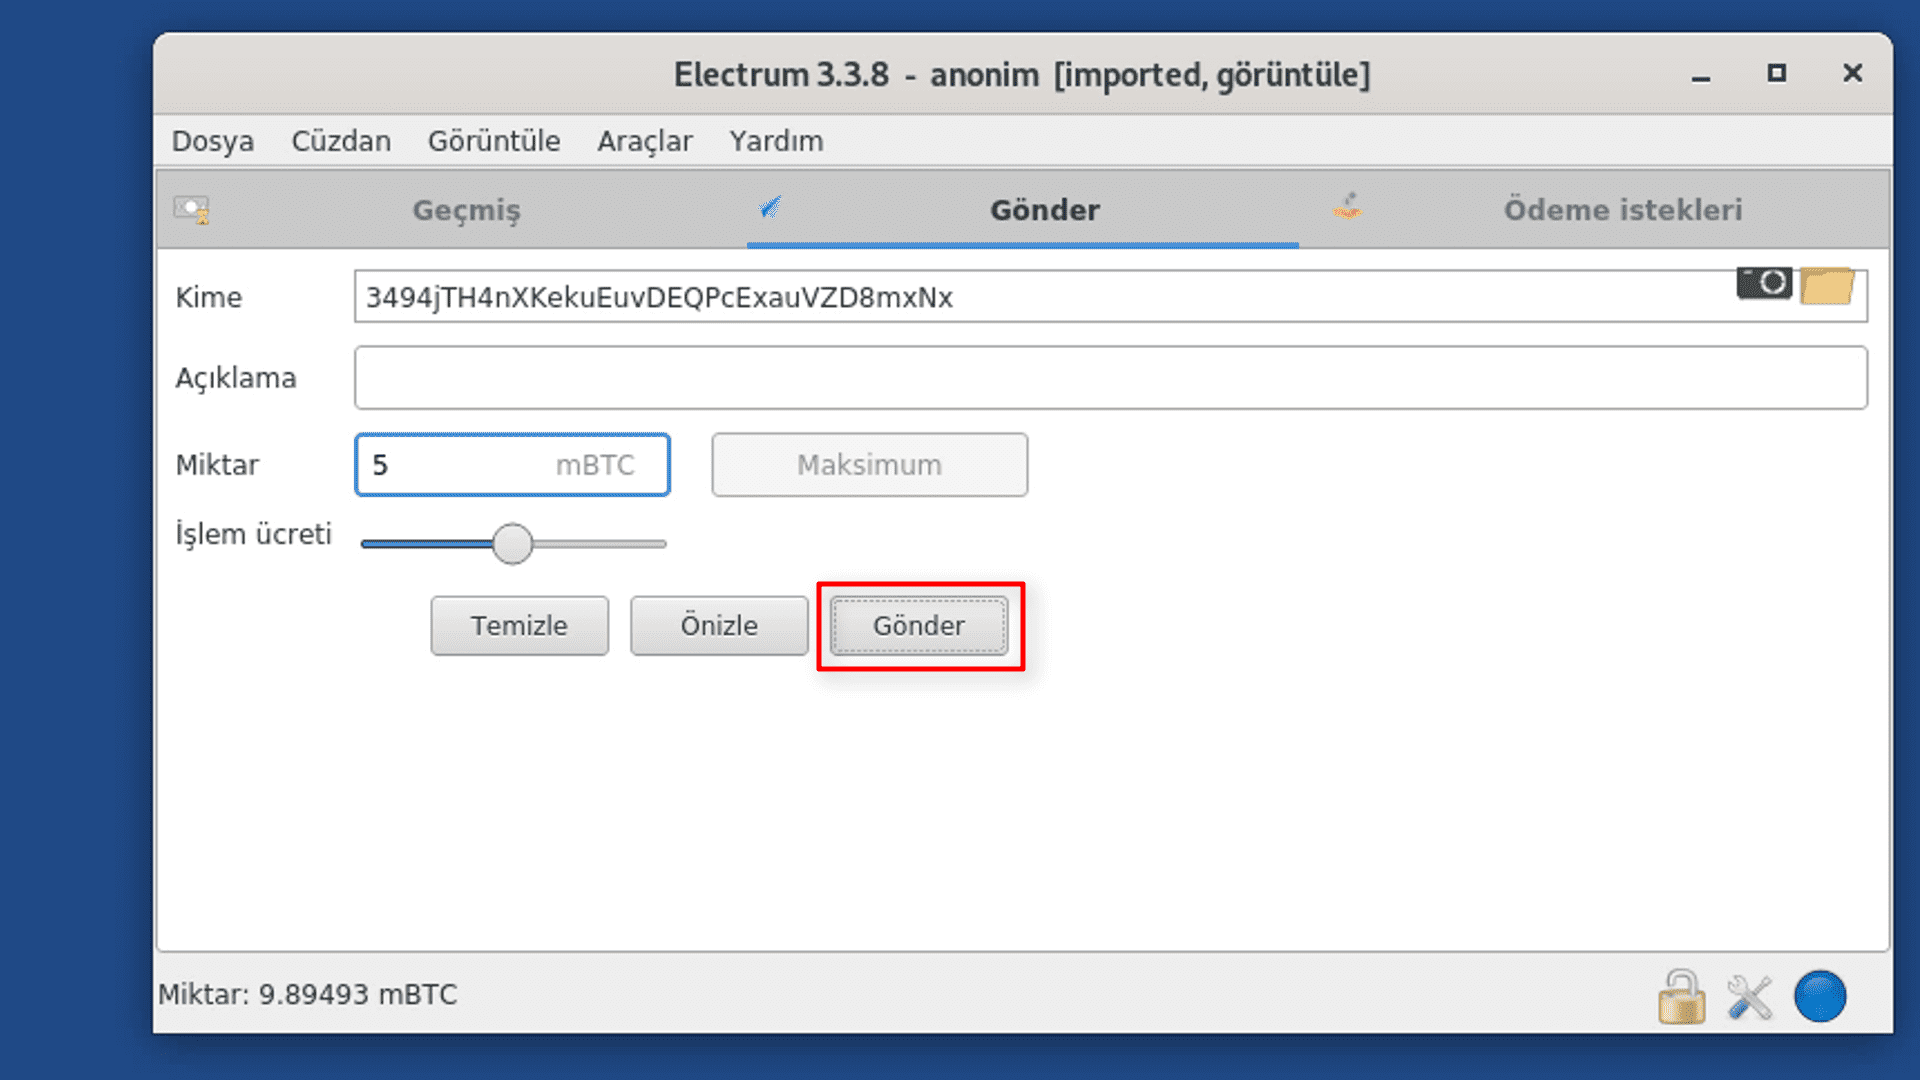 Electrum 3.3.8 - anonim [imported, görüntüle]
Dosya Cüzdan Görüntüle Araçlar Yardım
Geçmiş Gönder Ödeme istekleri
Kime 3494jTH4nXKekuEuvDEQPcExauVZD8mxNx
Açıklama
Miktar 5 mBTC Maksimum
İşlem ücreti
Temizle Önizle Gönder
Miktar: 9.89493 mBTC